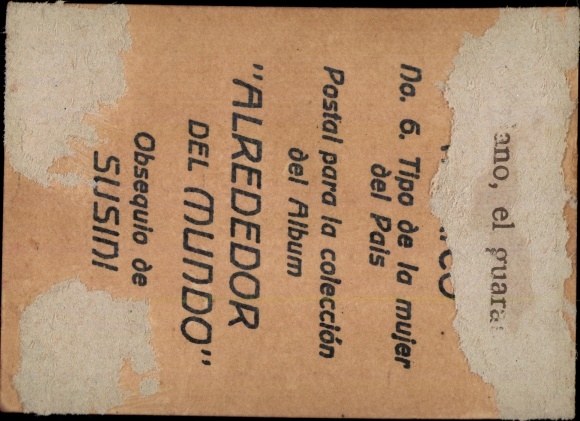 ano, el guara
No. 6. Tipo de la mujer
del Pais
Postal para la colección
del Album
"ALREDEDOR
DEL MUNDO"
Obsequio de
SUSINI